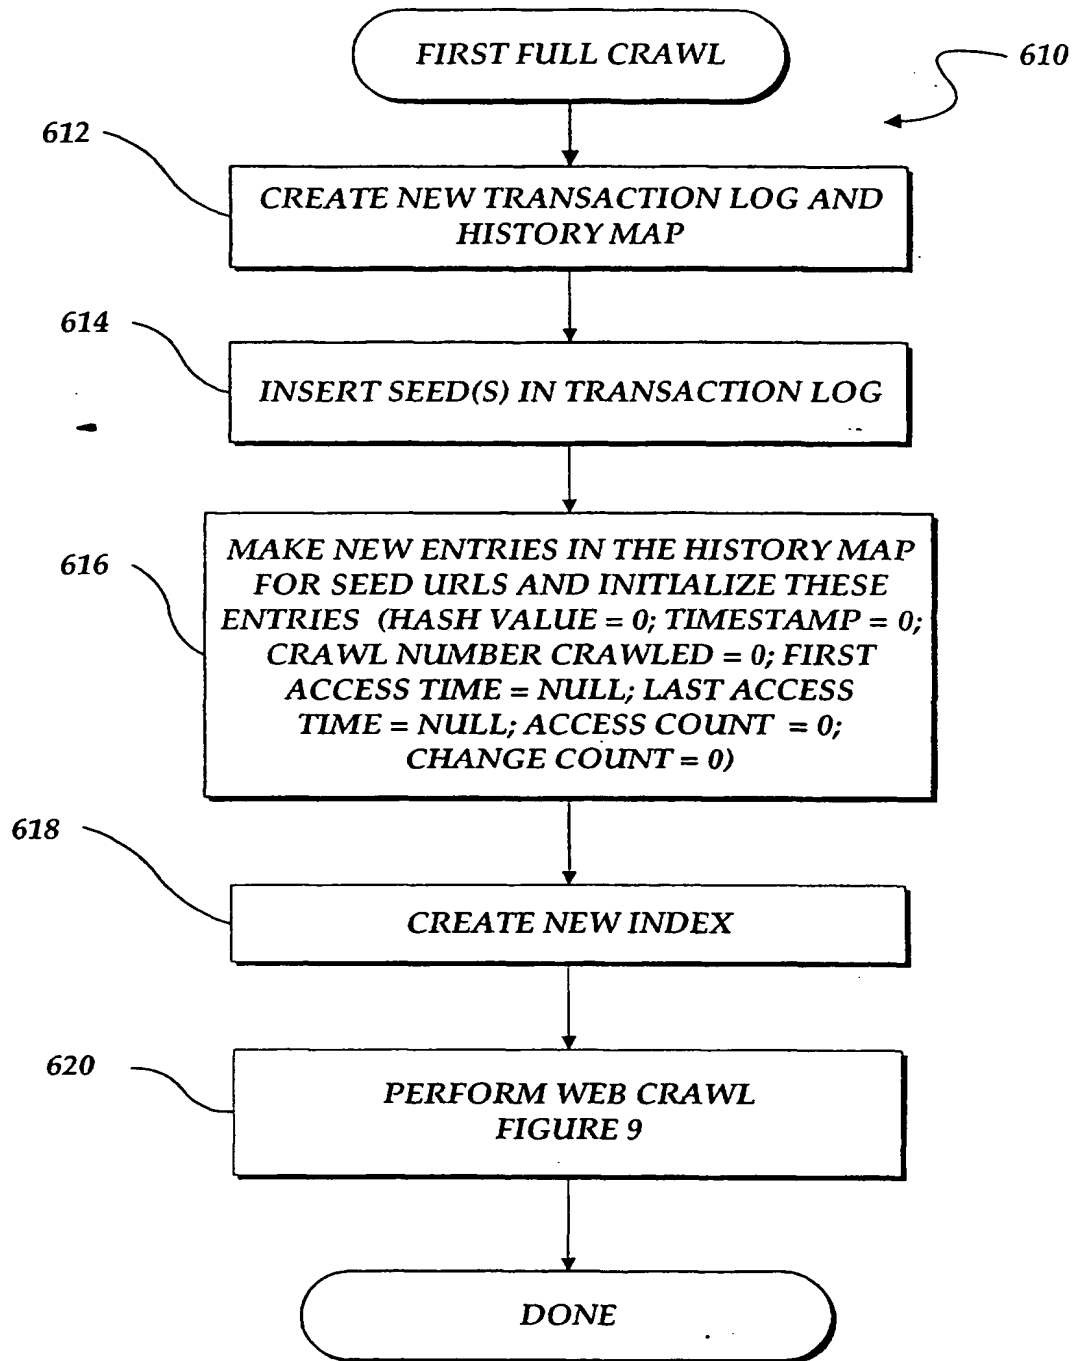 FIRST FULL CRAWL
610
612
CREATE NEW TRANSACTION LOG AND
HISTORY MAP
614
INSERT SEED(S) IN TRANSACTION LOG
616
MAKE NEW ENTRIES IN THE HISTORY MAP
FOR SEED URLS AND INITIALIZE THESE
ENTRIES (HASH VALUE = 0; TIMESTAMP = 0;
CRAWL NUMBER CRAWLED = 0; FIRST
ACCESS TIME = NULL; LAST ACCESS
TIME = NULL; ACCESS COUNT = 0;
CHANGE COUNT = 0)
618
CREATE NEW INDEX
620
PERFORM WEB CRAWL
FIGURE 9
DONE